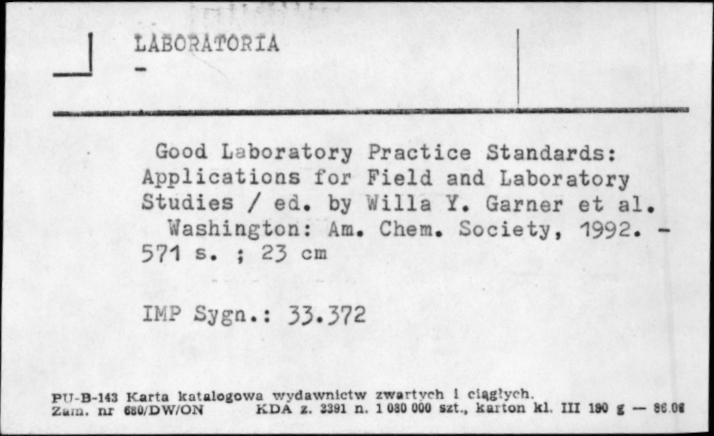 LABORATORIA
-
Good Laboratory Practice Standards:
Applications for Field and Laboratory
Studies / ed. by Willa Y. Garner et al.
Washington: Am. Chem. Society, 1992. -
571 s. ; 23 cm
IMP Sygn.: 33.372
PU-B-143 Karta katalogowa wydawnictw zwartych i ciągłych.
Zam. nr 680/DW/ON KDA z. 2391 n. 1 080 000 szt., karton kl. III 190 g — 86.06